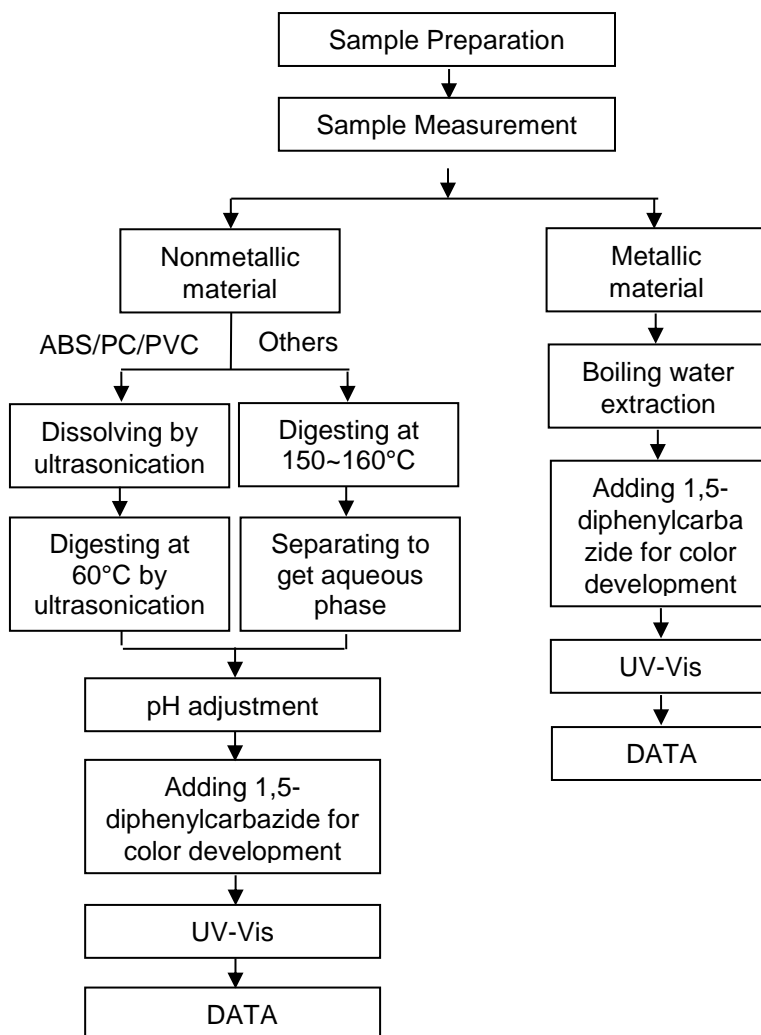 Sample Preparation
Sample Measurement
Nonmetallic
material
Metallic
material
ABS/PC/PVC
Others
Boiling water
extraction
Dissolving by
ultrasonication
Digesting at
150~160°C
Adding 1,5-
diphenylcarba
zide for color
development
Digesting at
60°C by
ultrasonication
Separating to
get aqueous
phase
UV-Vis
pH adjustment
DATA
Adding 1,5-
diphenylcarbazide for
color development
UV-Vis
DATA